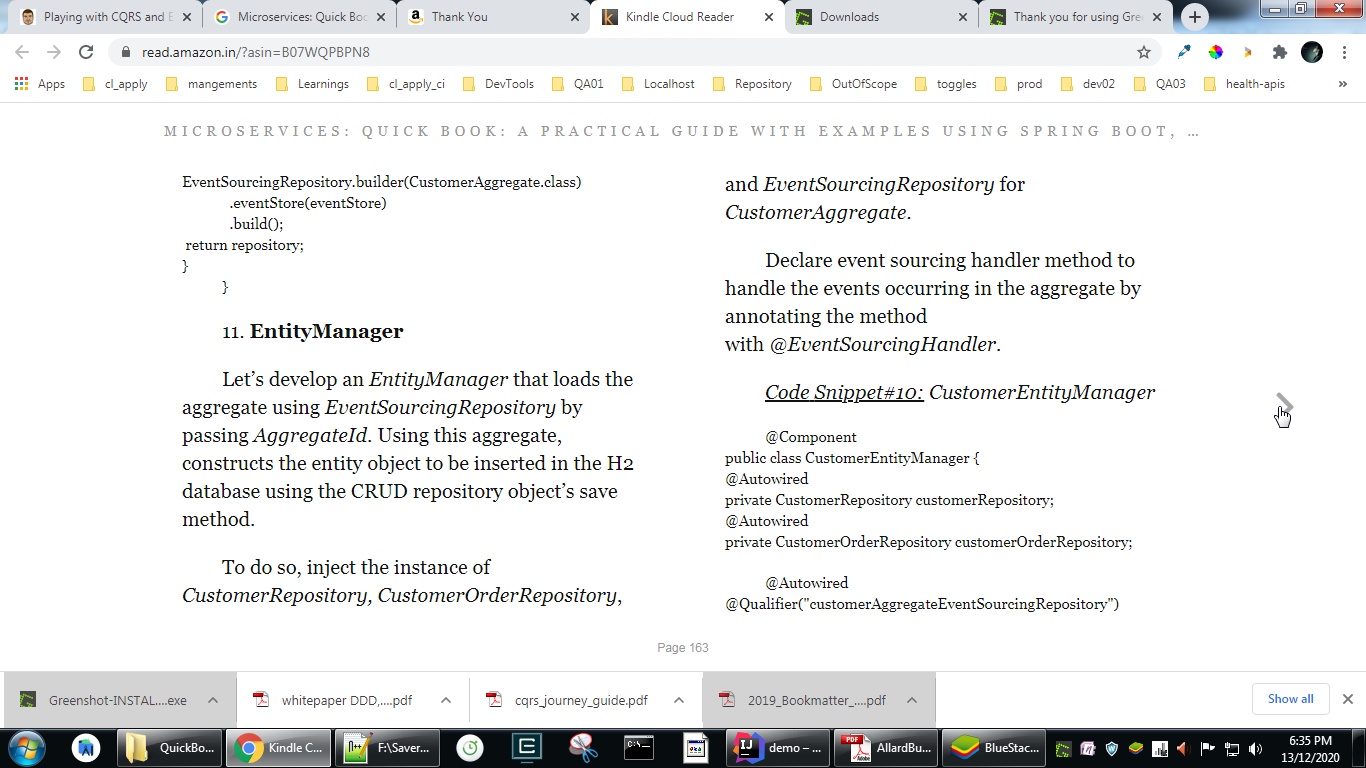 Playing with CQRS and E
Microservices: Quick Boo
Thank You
Kindle Cloud Reader
Downloads
Thank you for using Gre
read.amazon.in/?asin=B07WQPBPN8
Apps
cl_apply
mangements
Learnings
cl_apply_ci
DevTools
QA01
Localhost
Repository
OutOfScope
toggles
prod
dev02
QA03
health-apis
»
MICROSERVICES: QUICK BOOK: A PRACTICAL GUIDE WITH EXAMPLES USING SPRING BOOT, …
EventSourcingRepository.builder(CustomerAggregate.class)
.eventStore(eventStore)
.build();
return repository;
}
}
11. EntityManager
Let’s develop an EntityManager that loads the
aggregate using EventSourcingRepository by
passing AggregateId. Using this aggregate,
constructs the entity object to be inserted in the H2
database using the CRUD repository object’s save
method.
To do so, inject the instance of
CustomerRepository, CustomerOrderRepository,
and EventSourcingRepository for
CustomerAggregate.
Declare event sourcing handler method to
handle the events occurring in the aggregate by
annotating the method
with @EventSourcingHandler.
Code Snippet#10: CustomerEntityManager
@Component
public class CustomerEntityManager {
@Autowired
private CustomerRepository customerRepository;
@Autowired
private CustomerOrderRepository customerOrderRepository;
@Autowired
@Qualifier("customerAggregateEventSourcingRepository")
Page 163
Greenshot-INSTAL....exe
whitepaper DDD,....pdf
cqrs_journey_guide.pdf
2019_Bookmatter_....pdf
Show all
QuickBo...
Kindle C...
F:\Saver...
C:\
demo – ...
AllardBu...
BlueStac...
6:35 PM
13/12/2020